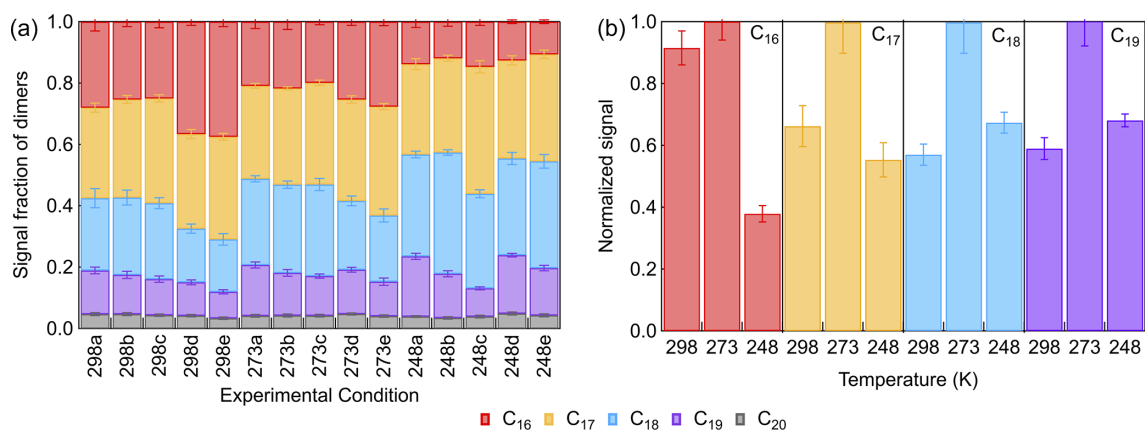 (a)
Signal fraction of dimers
1.0
0.8
0.6
0.4
0.2
0.0
298a 298b 298c 298d 298e 273a 273b 273c 273d 273e 248a 248b 248c 248d 248e
Experimental Condition
(b)
Normalized signal
1.0
0.8
0.6
0.4
0.2
0.0
C₁₆ C₁₇ C₁₈ C₁₉
298 273 248 298 273 248 298 273 248 298 273 248
Temperature (K)
C₁₆ C₁₇ C₁₈ C₁₉ C₂₀